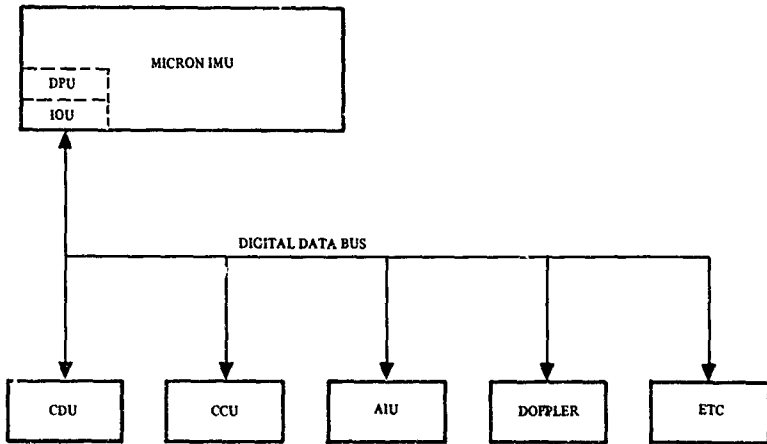 MICRON IMU
DPU
IOU
DIGITAL DATA BUS
CDU
CCU
AIU
DOPPLER
ETC